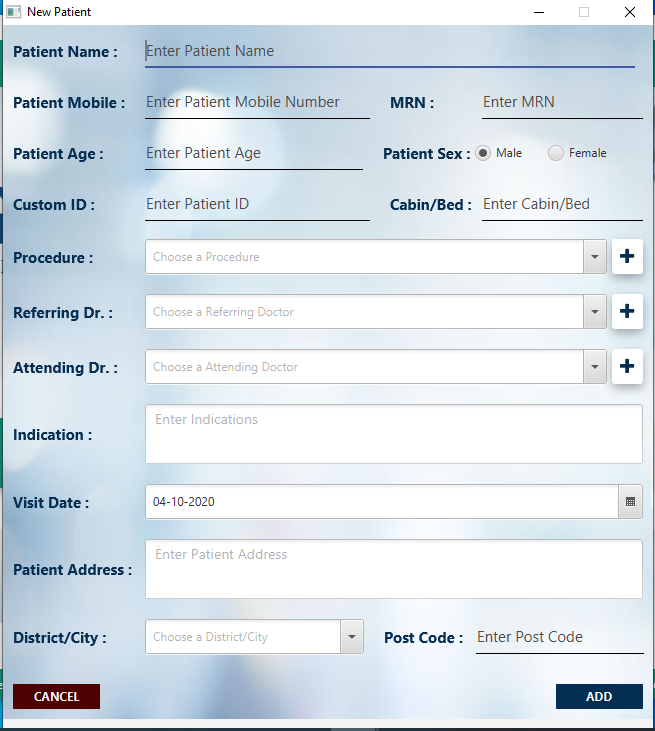 New Patient
Patient Name : Enter Patient Name
Patient Mobile : Enter Patient Mobile Number MRN : Enter MRN
Patient Age : Enter Patient Age Patient Sex : Male Female
Custom ID : Enter Patient ID Cabin/Bed : Enter Cabin/Bed
Procedure : Choose a Procedure +
Referring Dr. : Choose a Referring Doctor +
Attending Dr. : Choose a Attending Doctor +
Indication : Enter Indications
Visit Date : 04-10-2020
Patient Address : Enter Patient Address
District/City : Choose a District/City Post Code : Enter Post Code
CANCEL ADD